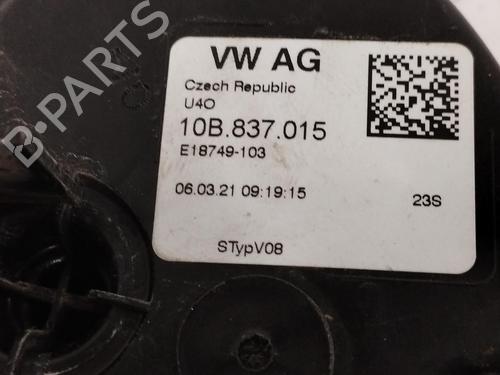 VW AG
Czech Republic
U4O
10B.837.015
E18749-103
06.03.21 09:19:15
23S
STypV08
B-PARTS